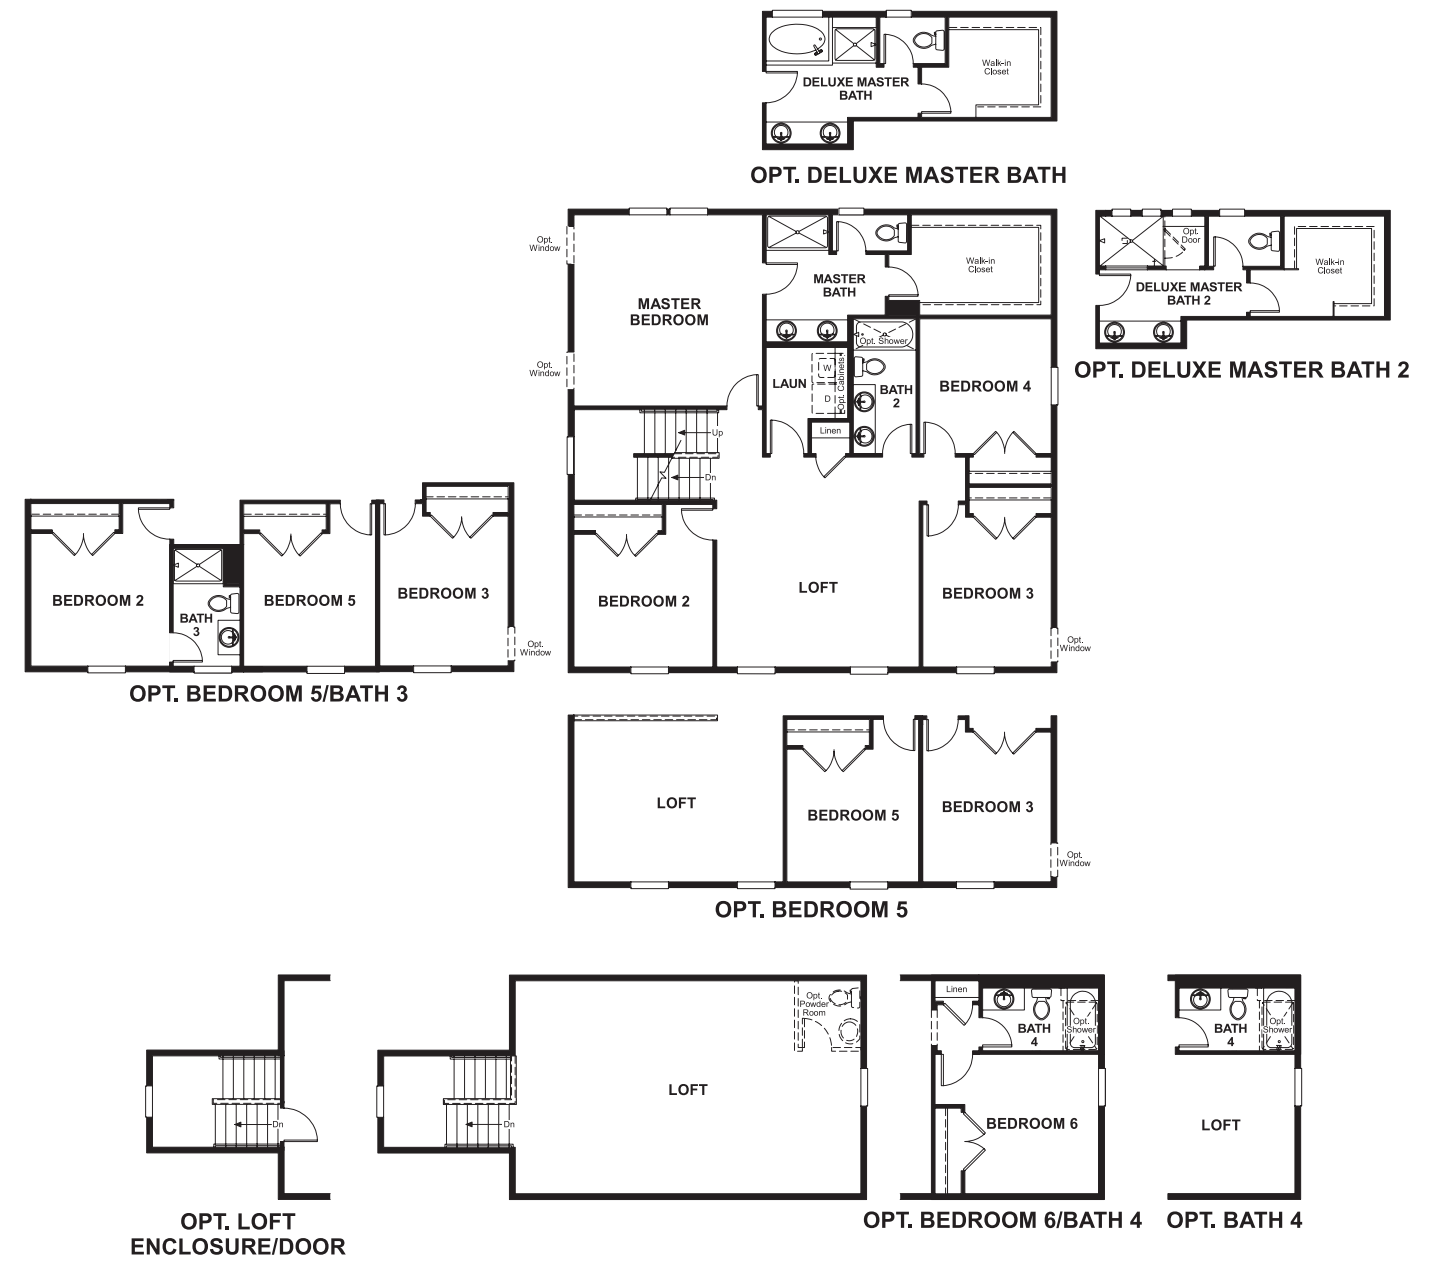 Walk-in
Closet
DELUXE MASTER
BATH
OPT. DELUXE MASTER BATH
Opt.
Window
Opt.
Window
MASTER
BEDROOM
MASTER
BATH
Walk-in
Closet
Opt. Shower
LAUN
W
D
Opt. Cabinets
BATH
2
BEDROOM 4
Linen
Up
Dn
BEDROOM 2
LOFT
BEDROOM 3
Opt.
Window
Opt.
Door
Walk-in
Closet
DELUXE MASTER
BATH 2
OPT. DELUXE MASTER BATH 2
BEDROOM 2
BATH
3
BEDROOM 5
BEDROOM 3
Opt.
Window
OPT. BEDROOM 5/BATH 3
LOFT
BEDROOM 5
BEDROOM 3
Opt.
Window
OPT. BEDROOM 5
Dn
OPT. LOFT
ENCLOSURE/DOOR
Dn
LOFT
Opt.
Powder
Room
Linen
BATH
4
Opt.
Shower
BEDROOM 6
OPT. BEDROOM 6/BATH 4
BATH
4
Opt.
Shower
LOFT
OPT. BATH 4